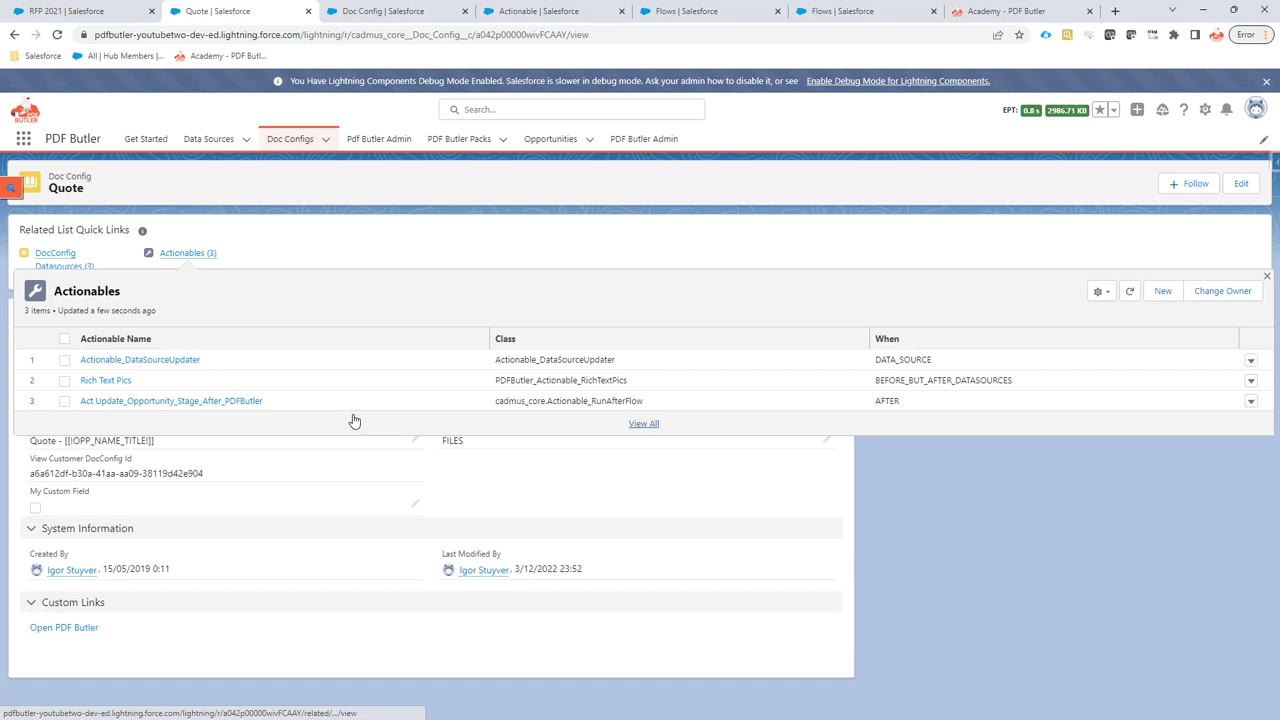 RFP 2021 | Salesforce
Quote | Salesforce
Doc Config | Salesforce
Actionable | Salesforce
Flows | Salesforce
Flows | Salesforce
Academy - PDF Butler
pdfbutler-youtubetwo-dev-ed.lightning.force.com/lightning/r/cadmus_core__Doc_Config__c/a042p00000wivFCAAY/view
Error
Salesforce
All | Hub Members |...
Academy - PDF Butl...
You Have Lightning Components Debug Mode Enabled. Salesforce is slower in debug mode. Ask your admin how to disable it, or see Enable Debug Mode for Lightning Components.
PDF BUTLER
Search...
EPT: 0.8 s 2986.71 KB
PDF Butler
Get Started
Data Sources
Doc Configs
Pdf Butler Admin
PDF Butler Packs
Opportunities
PDF Butler Admin
Doc Config
Quote
Follow
Edit
Related List Quick Links
DocConfig
Datasources (3)
Actionables (3)
Actionables
3 items • Updated a few seconds ago
New
Change Owner
Actionable Name Class When
1 Actionable_DataSourceUpdater Actionable_DataSourceUpdater DATA_SOURCE
2 Rich Text Pics PDFButler_Actionable_RichTextPics BEFORE_BUT_AFTER_DATASOURCES
3 Act Update_Opportunity_Stage_After_PDFButler cadmus_core.Actionable_RunAfterFlow AFTER
View All
Quote - [[!OPP_NAME_TITLE!]]
FILES
View Customer DocConfig Id
a6a612df-b30a-41aa-aa09-38119d42e904
My Custom Field
System Information
Created By
Igor Stuyver, 15/05/2019 0:11
Last Modified By
Igor Stuyver, 3/12/2022 23:52
Custom Links
Open PDF Butler
pdfbutler-youtubetwo-dev-ed.lightning.force.com/lightning/r/a042p00000wivFCAAY/related/.../view